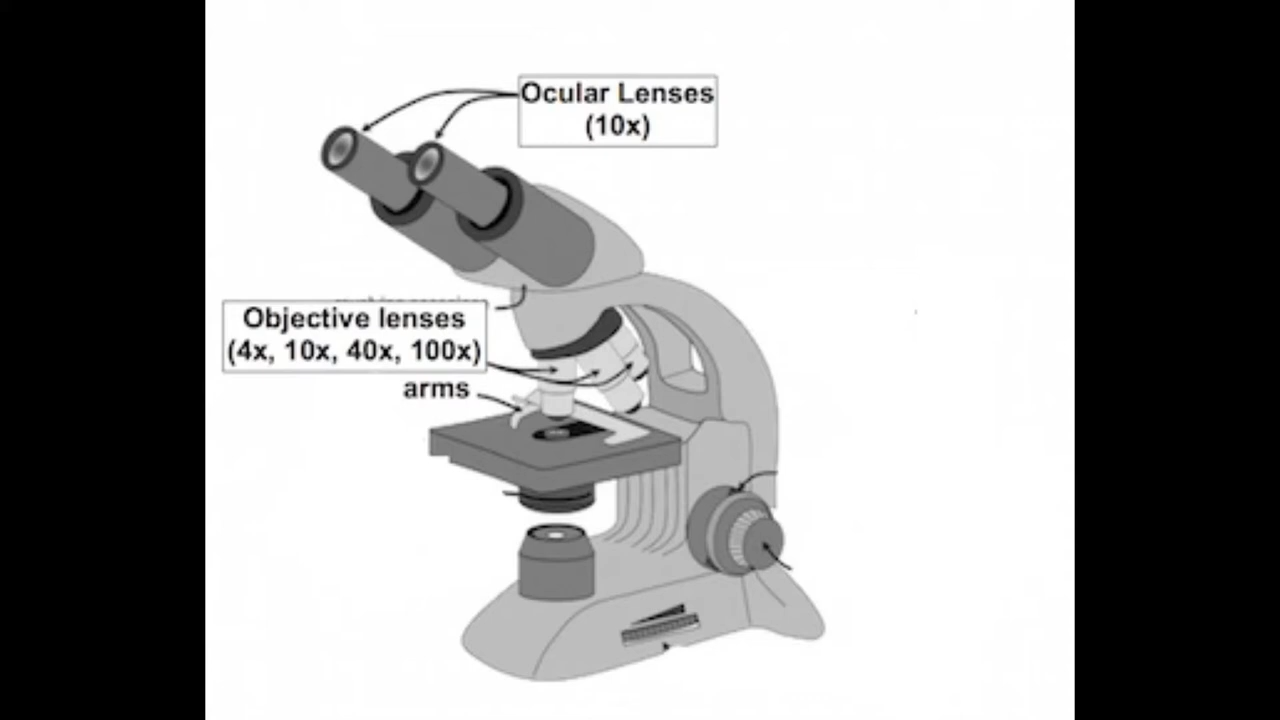 Ocular Lenses
(10x)
Objective lenses
(4x, 10x, 40x, 100x)
arms